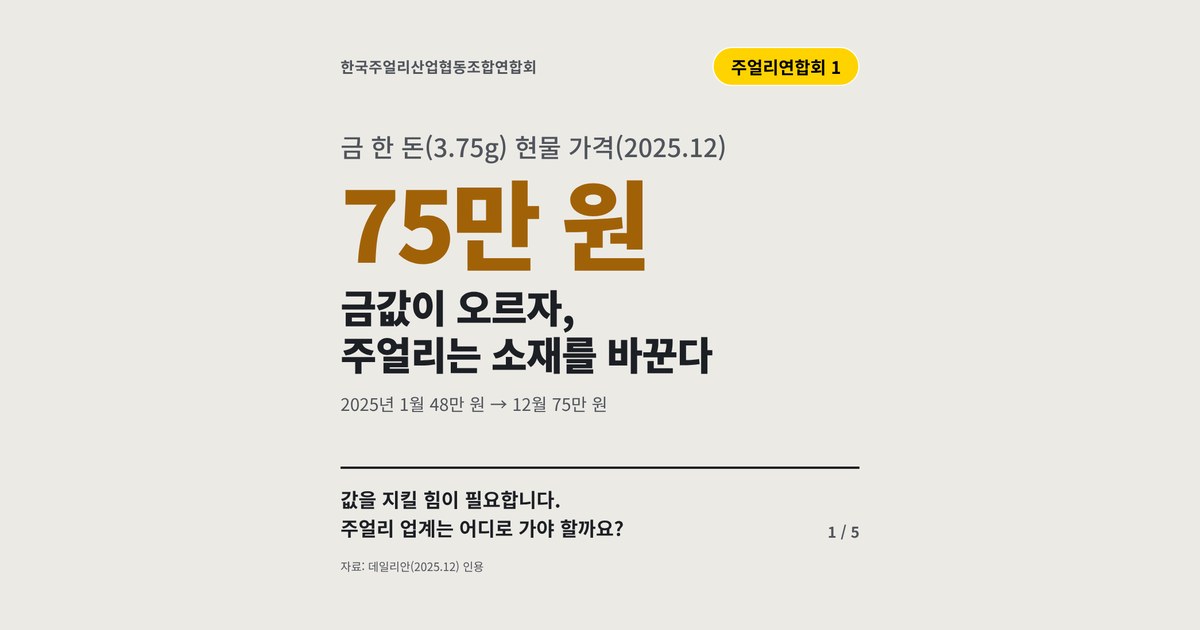 한국주얼리산업협동조합연합회
주얼리연합회 1
금 한 돈(3.75g) 현물 가격(2025.12)
75만 원
금값이 오르자,
주얼리는 소재를 바꾼다
2025년 1월 48만 원 → 12월 75만 원
값을 지킬 힘이 필요합니다.
주얼리 업계는 어디로 가야 할까요?
1 / 5
자료: 데일리안(2025.12) 인용